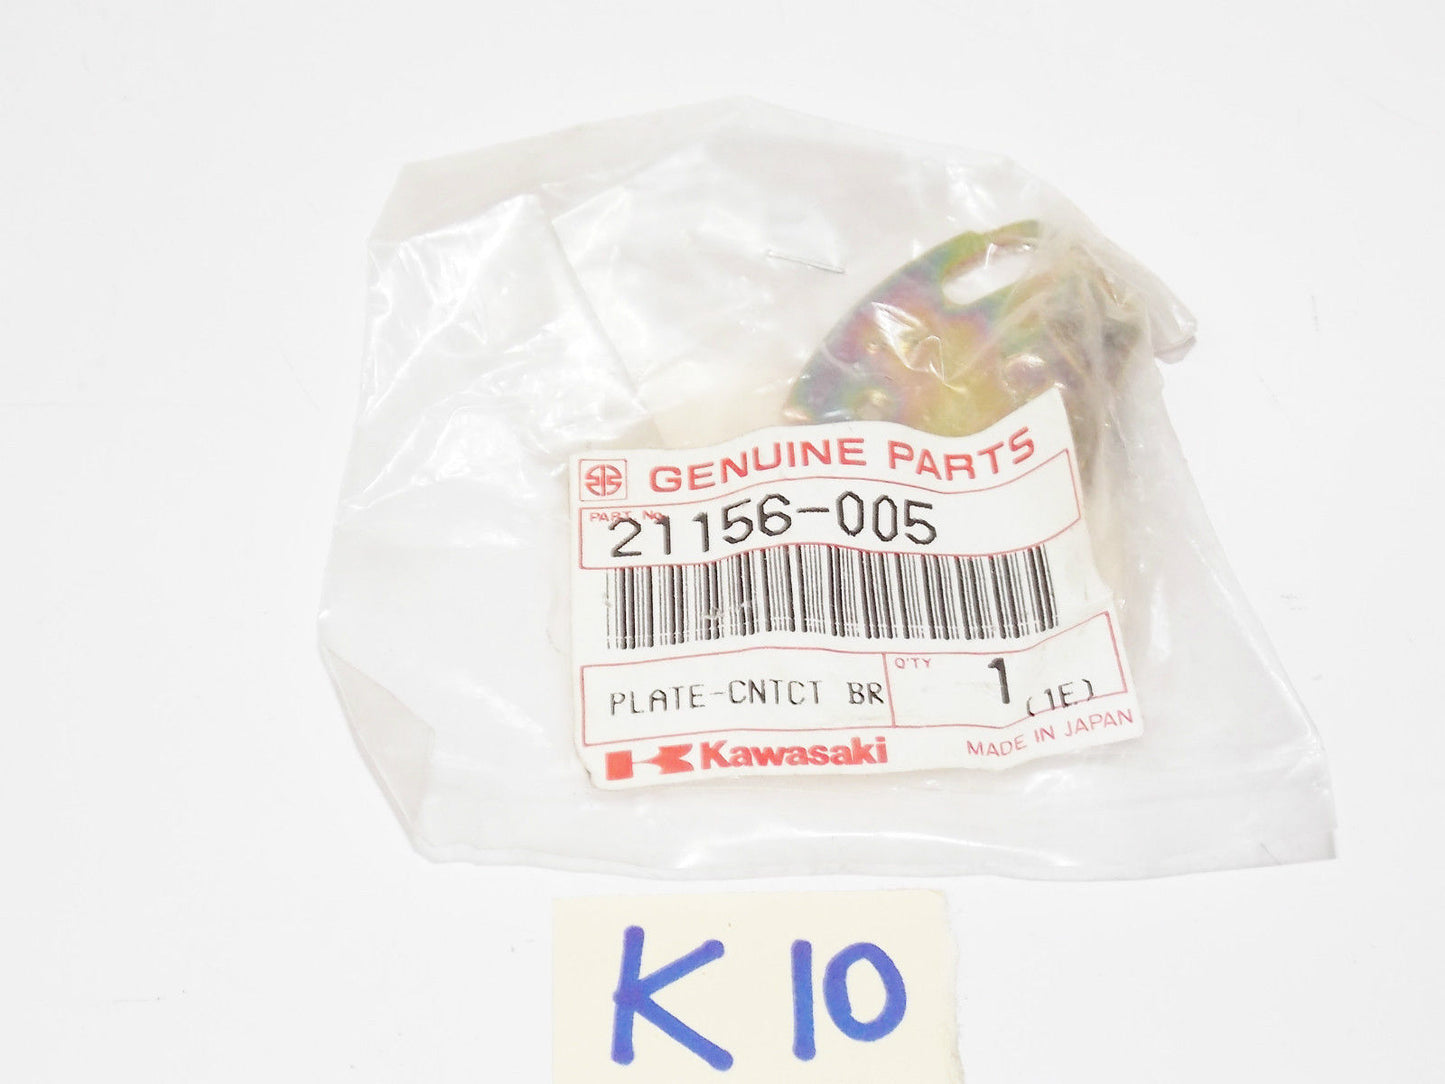 GENUINE PARTS
PART No.
21156-005
PLATE-CNTCT BR
Q'TY
1
(1E)
Kawasaki
MADE IN JAPAN
K10